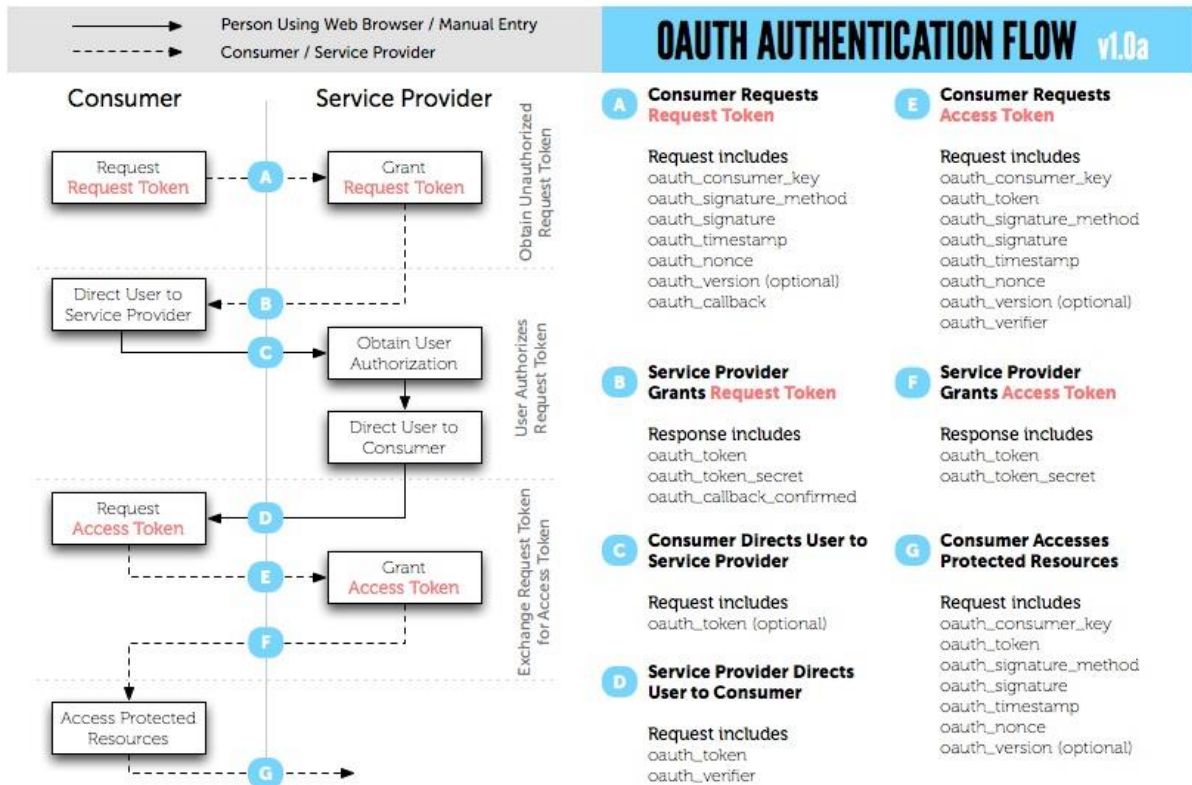 Person Using Web Browser / Manual Entry
Consumer / Service Provider
OAUTH AUTHENTICATION FLOW v1.0a
Consumer
Service Provider
Request
Request Token
A
Grant
Request Token
Obtain Unauthorized
Request Token
Direct User to
Service Provider
B
C
Obtain User
Authorization
Direct User to
Consumer
User Authorizes
Request Token
Request
Access Token
D
E
Grant
Access Token
F
Exchange Request Token
for Access Token
Access Protected
Resources
G
A
Consumer Requests
Request Token
Request includes
oauth_consumer_key
oauth_signature_method
oauth_signature
oauth_timestamp
oauth_nonce
oauth_version (optional)
oauth_callback
B
Service Provider
Grants Request Token
Response includes
oauth_token
oauth_token_secret
oauth_callback_confirmed
C
Consumer Directs User to
Service Provider
Request includes
oauth_token (optional)
D
Service Provider Directs
User to Consumer
Request includes
oauth_token
oauth_verifier
E
Consumer Requests
Access Token
Request includes
oauth_consumer_key
oauth_token
oauth_signature_method
oauth_signature
oauth_timestamp
oauth_nonce
oauth_version (optional)
oauth_verifier
F
Service Provider
Grants Access Token
Response includes
oauth_token
oauth_token_secret
G
Consumer Accesses
Protected Resources
Request includes
oauth_consumer_key
oauth_token
oauth_signature_method
oauth_signature
oauth_timestamp
oauth_nonce
oauth_version (optional)